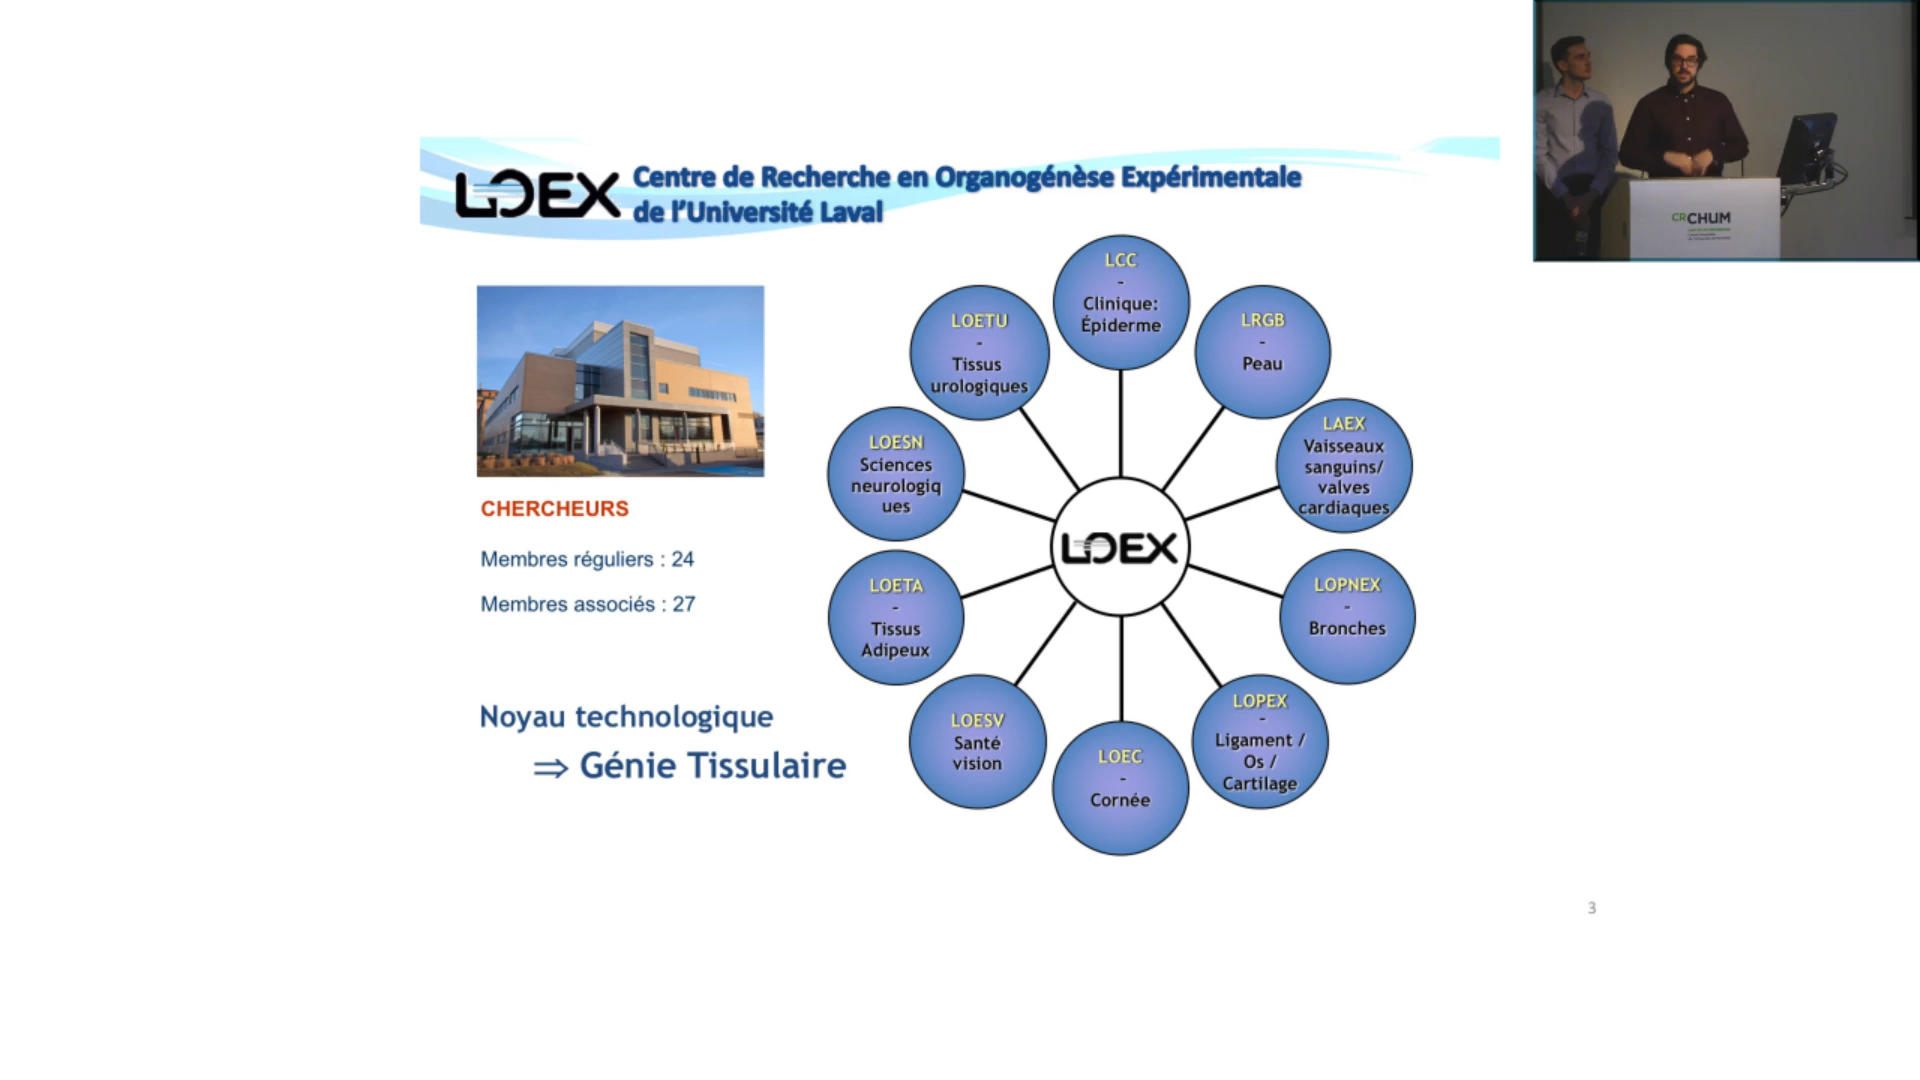 LOEX
Centre de Recherche en Organogénèse Expérimentale
de l'Université Laval
CRCHUM
CHERCHEURS
Membres réguliers : 24
Membres associés : 27
Noyau technologique
⇒ Génie Tissulaire
LCC
-
Clinique:
Épiderme
LRGB
-
Peau
LAEX
Vaisseaux
sanguins/
valves
cardiaques
LOPNEX
-
Bronches
LOPEX
-
Ligament /
Os /
Cartilage
LOEC
-
Cornée
LOESV
Santé
vision
LOETA
-
Tissus
Adipeux
LOESN
Sciences
neurologiq
ues
LOETU
-
Tissus
urologiques
LOEX
3